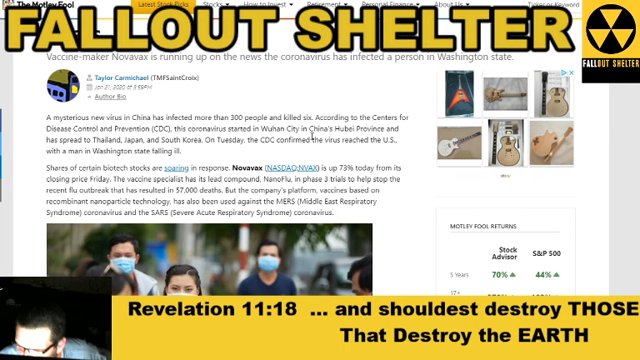 The Motley Fool
Latest Stock Picks
Stocks
How to Invest
Retirement
Personal Finance
About Us
Ticker or Keyword
FALLOUT SHELTER
FALLOUT SHELTER
Vaccine-maker Novavax is running up on the news the coronavirus has infected a person in Washington state.
Taylor Carmichael (TMFSaintCroix)
Jan 21, 2020 at 3:59PM
Author Bio
A mysterious new virus in China has infected more than 300 people and killed six. According to the Centers for
Disease Control and Prevention (CDC), this coronavirus started in Wuhan City in China's Hubei Province and
has spread to Thailand, Japan, and South Korea. On Tuesday, the CDC confirmed the virus reached the U.S.,
with a man in Washington state falling ill.
Shares of certain biotech stocks are soaring in response. Novavax (NASDAQ:NVAX) is up 73% today from its
closing price Friday. The vaccine specialist has its lead compound, NanoFlu, in phase 3 trials to help stop the
recent flu outbreak that has resulted in 57,000 deaths. But the company's platform, vaccines based on
recombinant nanoparticle technology, has also been used against the MERS (Middle East Respiratory
Syndrome) coronavirus and the SARS (Severe Acute Respiratory Syndrome) coronavirus.
MOTLEY FOOL RETURNS
Stock
Advisor
S&P 500
5 Years
70%
44%
17+
Revelation 11:18 ... and shouldest destroy THOSE
That Destroy the EARTH